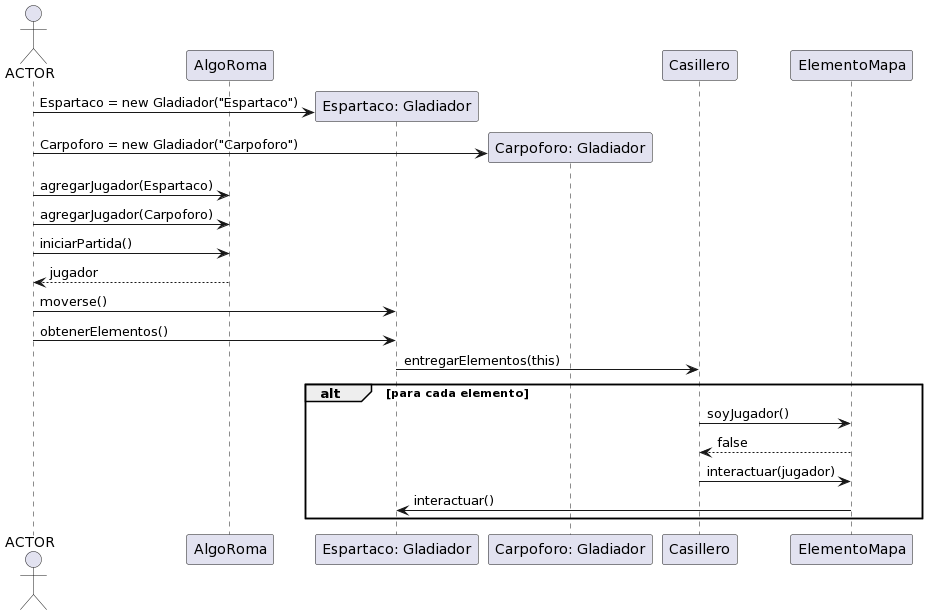 ACTOR
AlgoRoma
Casillero
ElementoMapa
Espartaco = new Gladiador("Espartaco")
Espartaco: Gladiador
Carpoforo = new Gladiador("Carpoforo")
Carpoforo: Gladiador
agregarJugador(Espartaco)
agregarJugador(Carpoforo)
iniciarPartida()
jugador
moverse()
obtenerElementos()
entregarElementos(this)
alt [para cada elemento]
soyJugador()
false
interactuar(jugador)
interactuar()
ACTOR
AlgoRoma
Espartaco: Gladiador
Carpoforo: Gladiador
Casillero
ElementoMapa